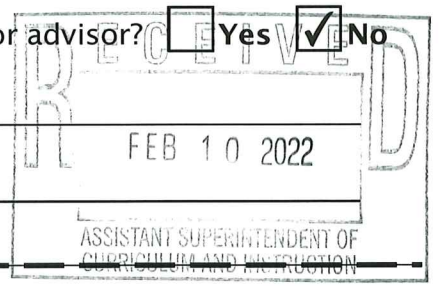 or advisor? Yes ✓ No
RECEIVED
FEB 10 2022
ASSISTANT SUPERINTENDENT OF
CURRICULUM AND INSTRUCTION